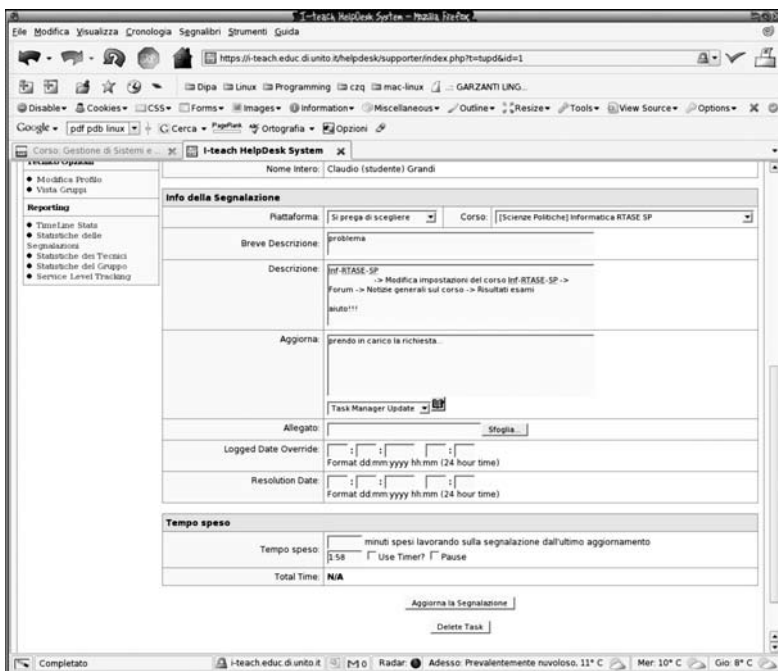 I-teach HelpDesk System - Mozilla Firefox
File Modifica Visualizza Cronologia Segnalibri Strumenti Guida
https://i-teach.educ.di.unito.it/helpdesk/supporter/index.php?t=tupd&id=1
Dipa Linux Programming czq mac-linux .:: GARZANTI LING...
Disable Cookies CSS Forms Images Information Miscellaneous Outline Resize Tools View Source Options
Google pdf pdb linux Cerca PageRank Ortografia Opzioni
Corso: Gestione di Sistemi e ... I-teach HelpDesk System
Tecnico Opzioni
Modifica Profilo
Vista Gruppi
Reporting
TimeLine Stats
Statistiche delle
Segnalazioni
Statistiche dei Tecnici
Statistiche del Gruppo
Service Level Tracking
Nome Intero: Claudio (studente) Grandi
Info della Segnalazione
Piattaforma: Si prega di scegliere Corso: [Scienze Politiche] Informatica RTASE SP
Breve Descrizione: problema
Descrizione: Inf-RTASE-SP
-> Modifica impostazioni del corso Inf-RTASE-SP ->
Forum -> Notizie generali sul corso -> Risultati esami
aiuto!!!
Aggiorna: prendo in carico la richiesta...
Task Manager Update
Allegato: Sfoglia...
Logged Date Override: : : :
Format dd:mm:yyyy hh:mm (24 hour time)
Resolution Date: : : :
Format dd:mm:yyyy hh:mm (24 hour time)
Tempo speso
Tempo speso: minuti spesi lavorando sulla segnalazione dall'ultimo aggiornamento
1:58 Use Timer? Pause
Total Time: N/A
Aggiorna la Segnalazione
Delete Task
Completato i-teach.educ.di.unito.it 0 Radar: Adesso: Prevalentemente nuvoloso, 11° C Mer: 10° C Gio: 8° C